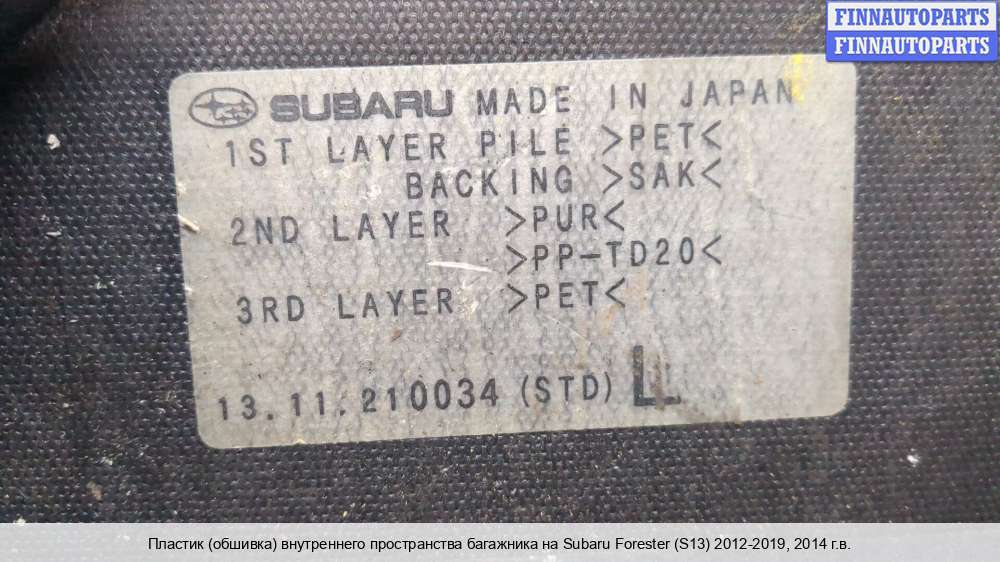 FINNAUTOPARTS
FINNAUTOPARTS
SUBARU MADE IN JAPAN
1ST LAYER PILE >PET<
BACKING >SAK<
2ND LAYER >PUR<
>PP-TD20<
3RD LAYER >PET<
13.11.210034 (STD) LL
Пластик (обшивка) внутреннего пространства багажника на Subaru Forester (S13) 2012-2019, 2014 г.в.